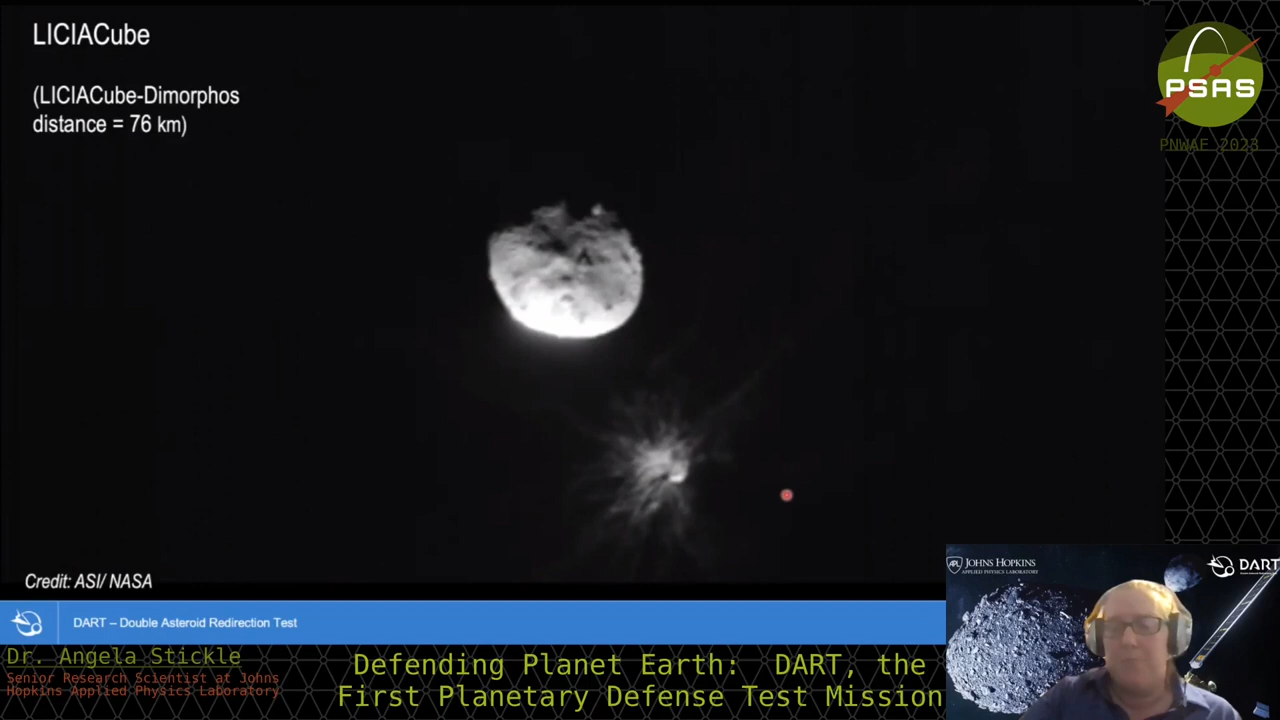 LICIACube
(LICIACube-Dimorphos
distance = 76 km)
PSAS
PNWAF 2023
Credit: ASI/ NASA
DART – Double Asteroid Redirection Test
APL
JOHNS HOPKINS
APPLIED PHYSICS LABORATORY
DART
Dr. Angela Stickle
Senior Research Scientist at Johns
Hopkins Applied Physics Laboratory
Defending Planet Earth: DART, the
First Planetary Defense Test Mission